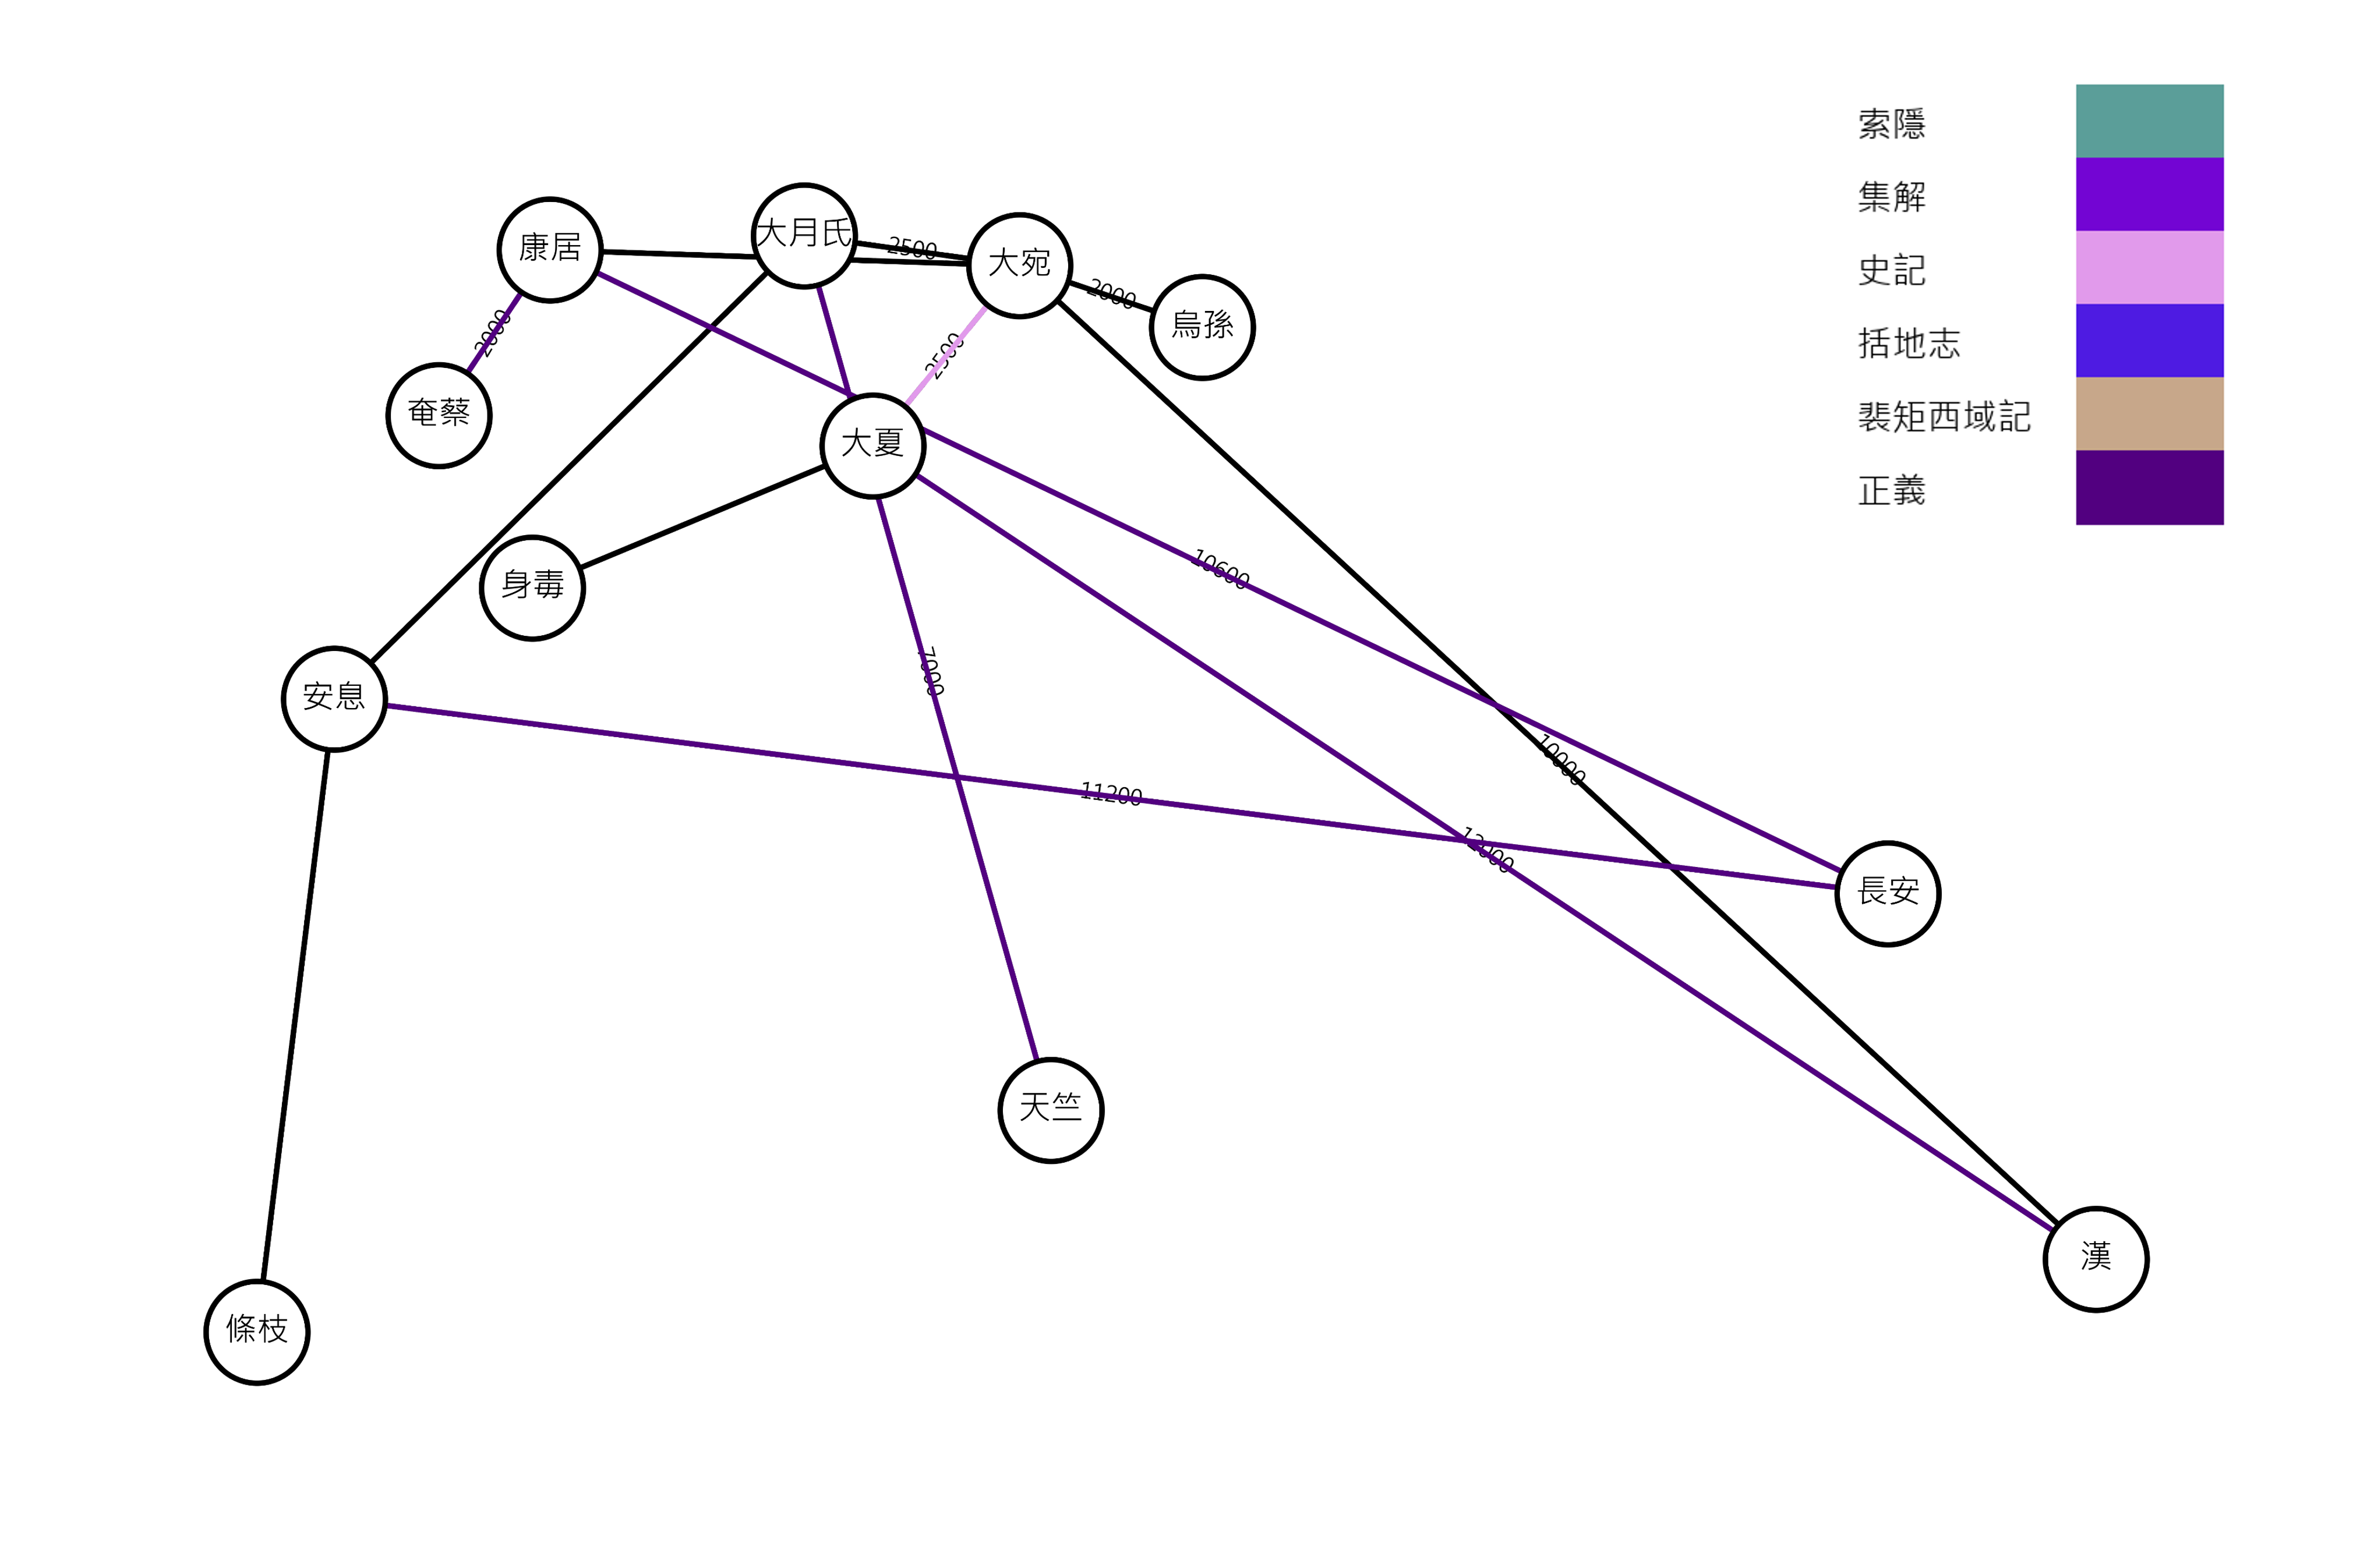 索隱
集解
史記
括地志
裴矩西域記
正義
康居
大月氏
大宛
烏孫
奄蔡
大夏
身毒
安息
長安
天竺
漢
條枝
2500
2000
2000
2500
10600
7000
10000
11200